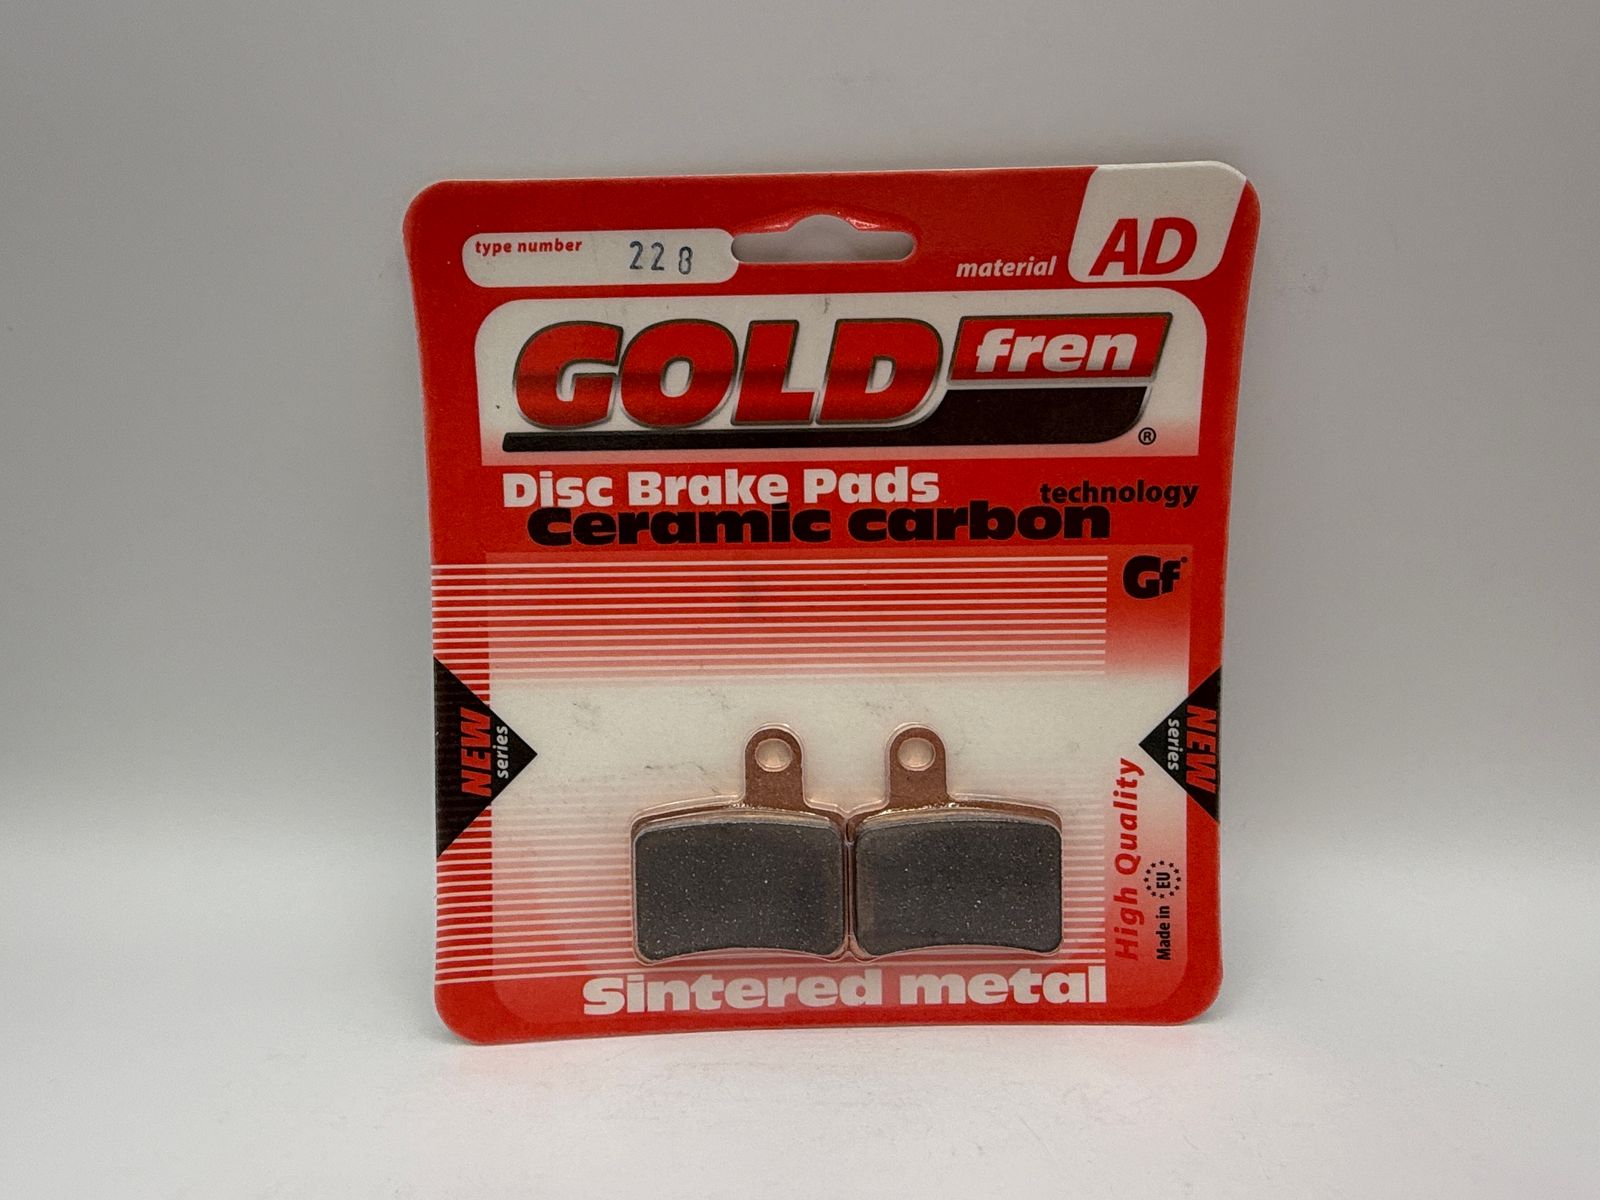 type number 228
material AD
GOLD fren ®
Disc Brake Pads
technology
ceramic carbon
Gf
NEW
series
NEW
series
High Quality
Made in EU
Sintered metal